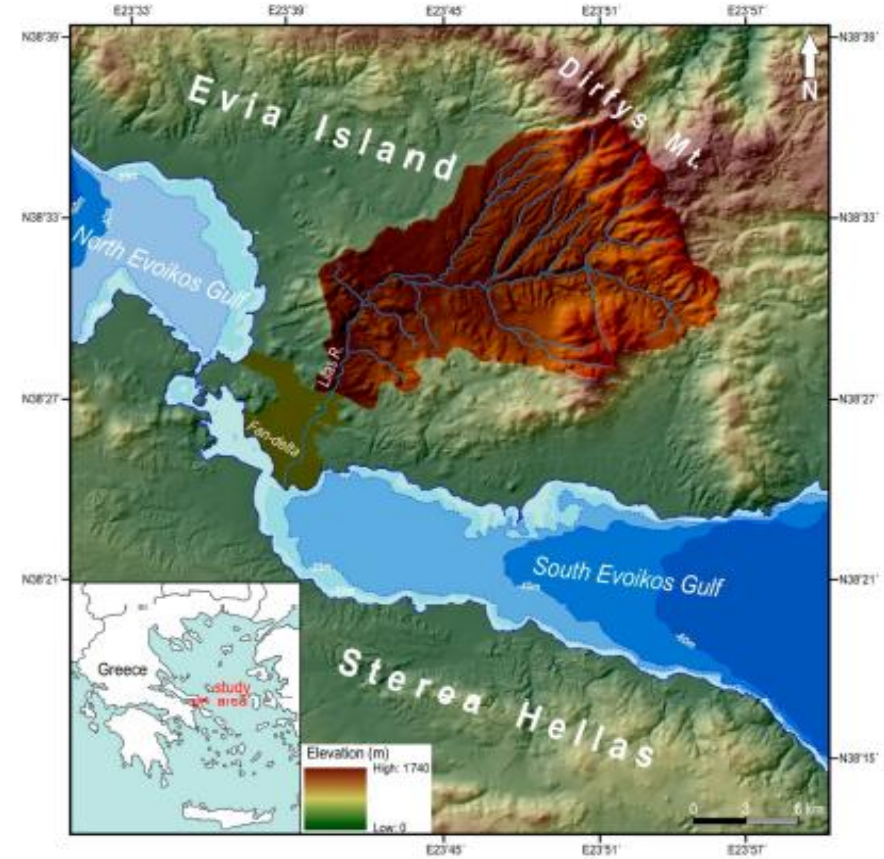 E23°33' E23°39' E23°45' E23°51' E23°57'
N38°39' N38°39'
N
Dirfys Mt.
Evia Island
N38°33' N38°33'
North Evoikos Gulf
Lilas R.
N38°27' N38°27'
Fan-delta
South Evoikos Gulf
N38°21' N38°21'
Sterea Hellas
Greece
study
area
Elevation (m)
High: 1740
Low: 0
N38°15'
0 3 6 km
E23°45' E23°51' E23°57'